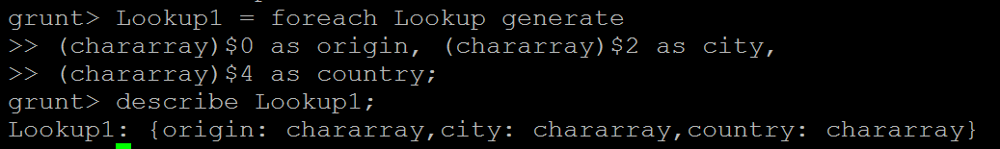 grunt> Lookup1 = foreach Lookup generate
>> (chararray)$0 as origin, (chararray)$2 as city,
>> (chararray)$4 as country;
grunt> describe Lookup1;
Lookup1: {origin: chararray,city: chararray,country: chararray}